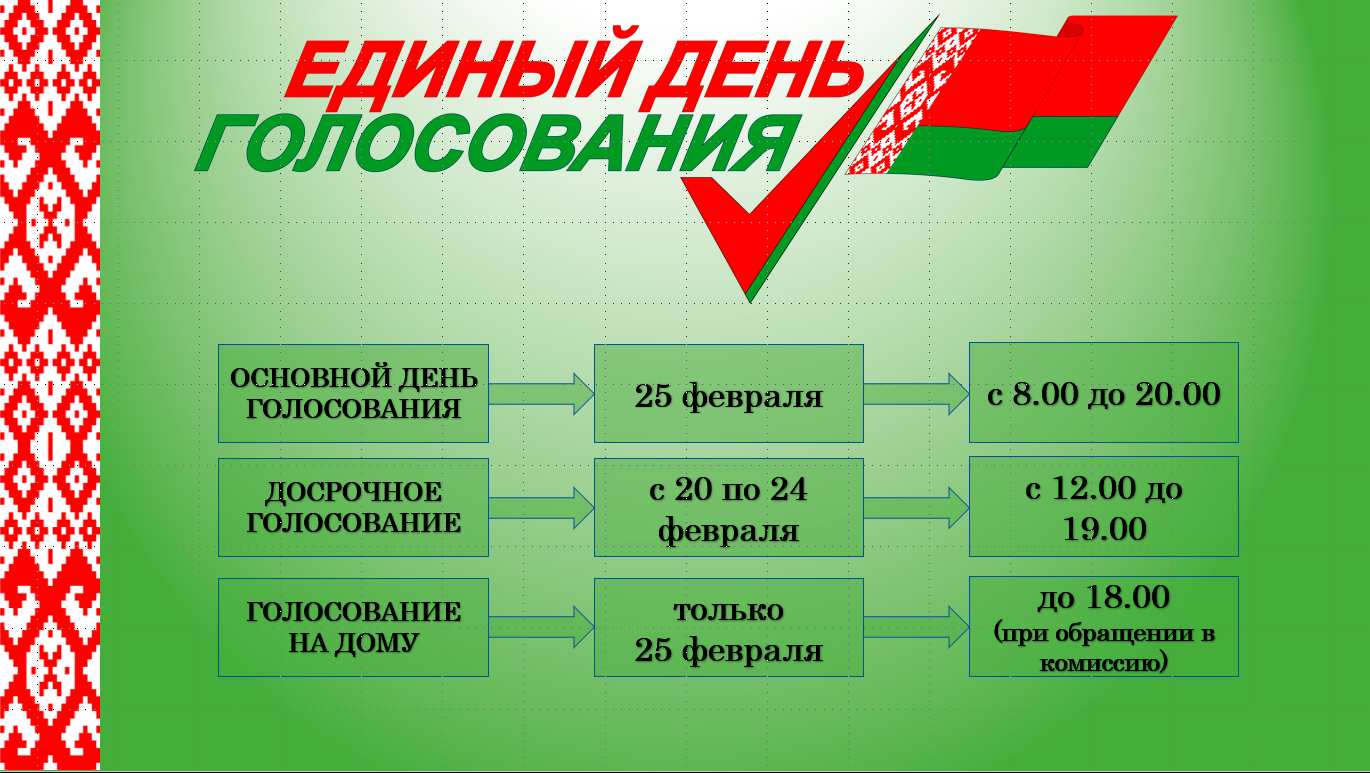 ЕДИНЫЙ ДЕНЬ
ГОЛОСОВАНИЯ
ОСНОВНОЙ ДЕНЬ
ГОЛОСОВАНИЯ
25 февраля
с 8.00 до 20.00
ДОСРОЧНОЕ
ГОЛОСОВАНИЕ
с 20 по 24
февраля
с 12.00 до
19.00
ГОЛОСОВАНИЕ
НА ДОМУ
только
25 февраля
до 18.00
(при обращении в
комиссию)